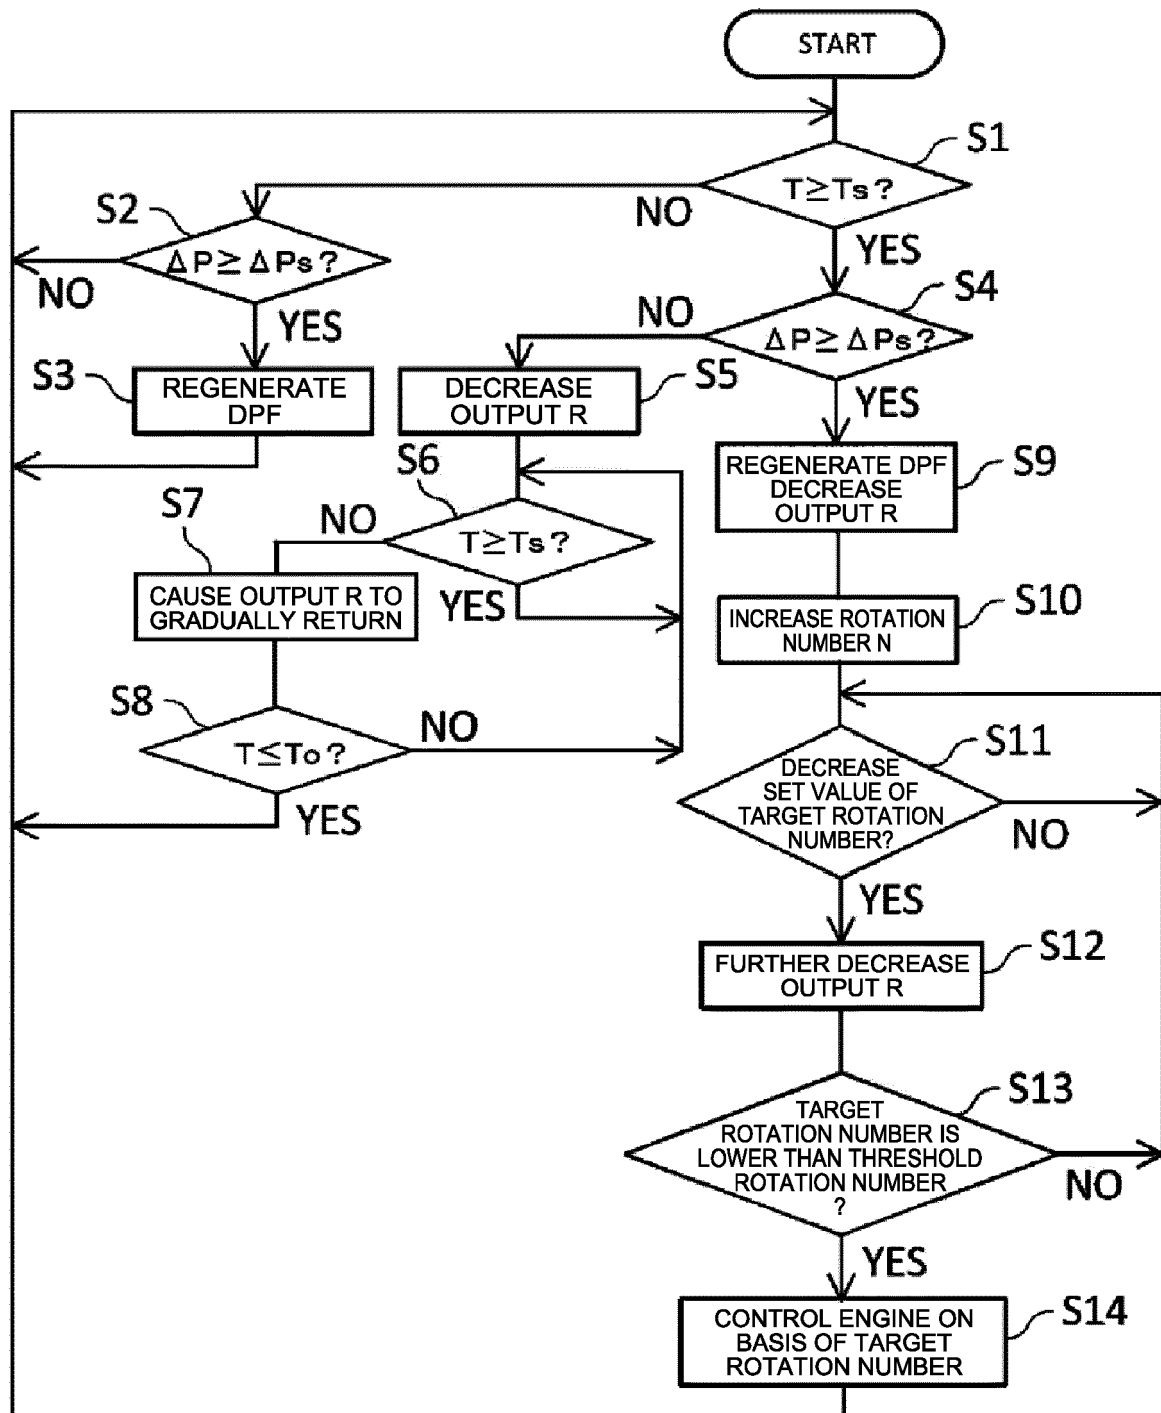 START
S1
T≧Ts?
NO
YES
S2
ΔP≧ΔPs?
NO
YES
S3
REGENERATE
DPF
S4
ΔP≧ΔPs?
NO
YES
S5
DECREASE
OUTPUT R
S6
T≧Ts?
NO
YES
S7
CAUSE OUTPUT R TO
GRADUALLY RETURN
S8
T≦To?
NO
YES
S9
REGENERATE DPF
DECREASE
OUTPUT R
S10
INCREASE ROTATION
NUMBER N
S11
DECREASE
SET VALUE OF
TARGET ROTATION
NUMBER?
NO
YES
S12
FURTHER DECREASE
OUTPUT R
S13
TARGET
ROTATION NUMBER IS
LOWER THAN THRESHOLD
ROTATION NUMBER
?
NO
YES
S14
CONTROL ENGINE ON
BASIS OF TARGET
ROTATION NUMBER